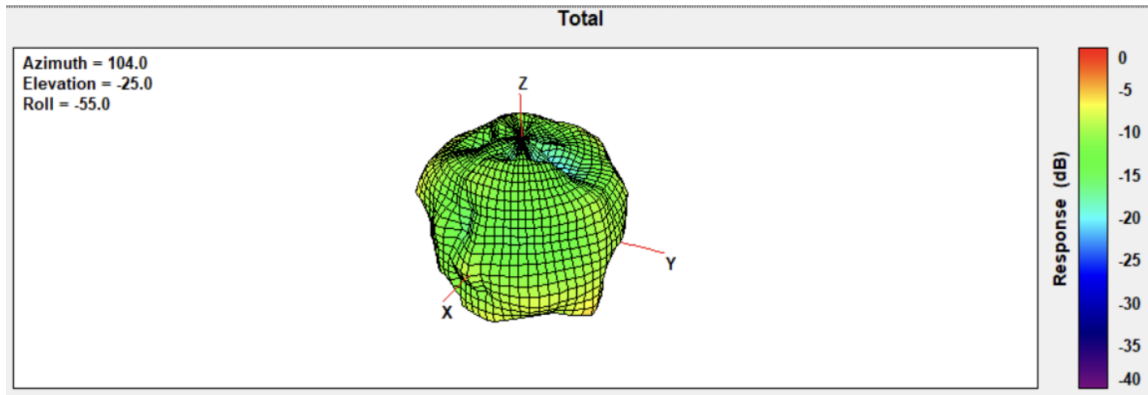 Total
Azimuth = 104.0
Elevation = -25.0
Roll = -55.0
Z
Y
X
0
-5
-10
-15
-20
-25
-30
-35
-40
Response (dB)